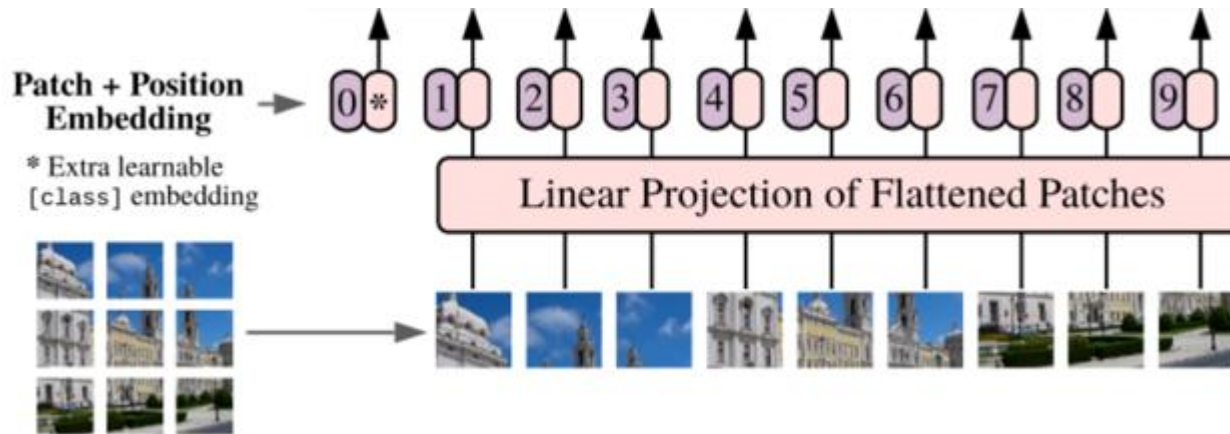 Patch + Position
Embedding
0 * 1 2 3 4 5 6 7 8 9
* Extra learnable
[class] embedding
Linear Projection of Flattened Patches